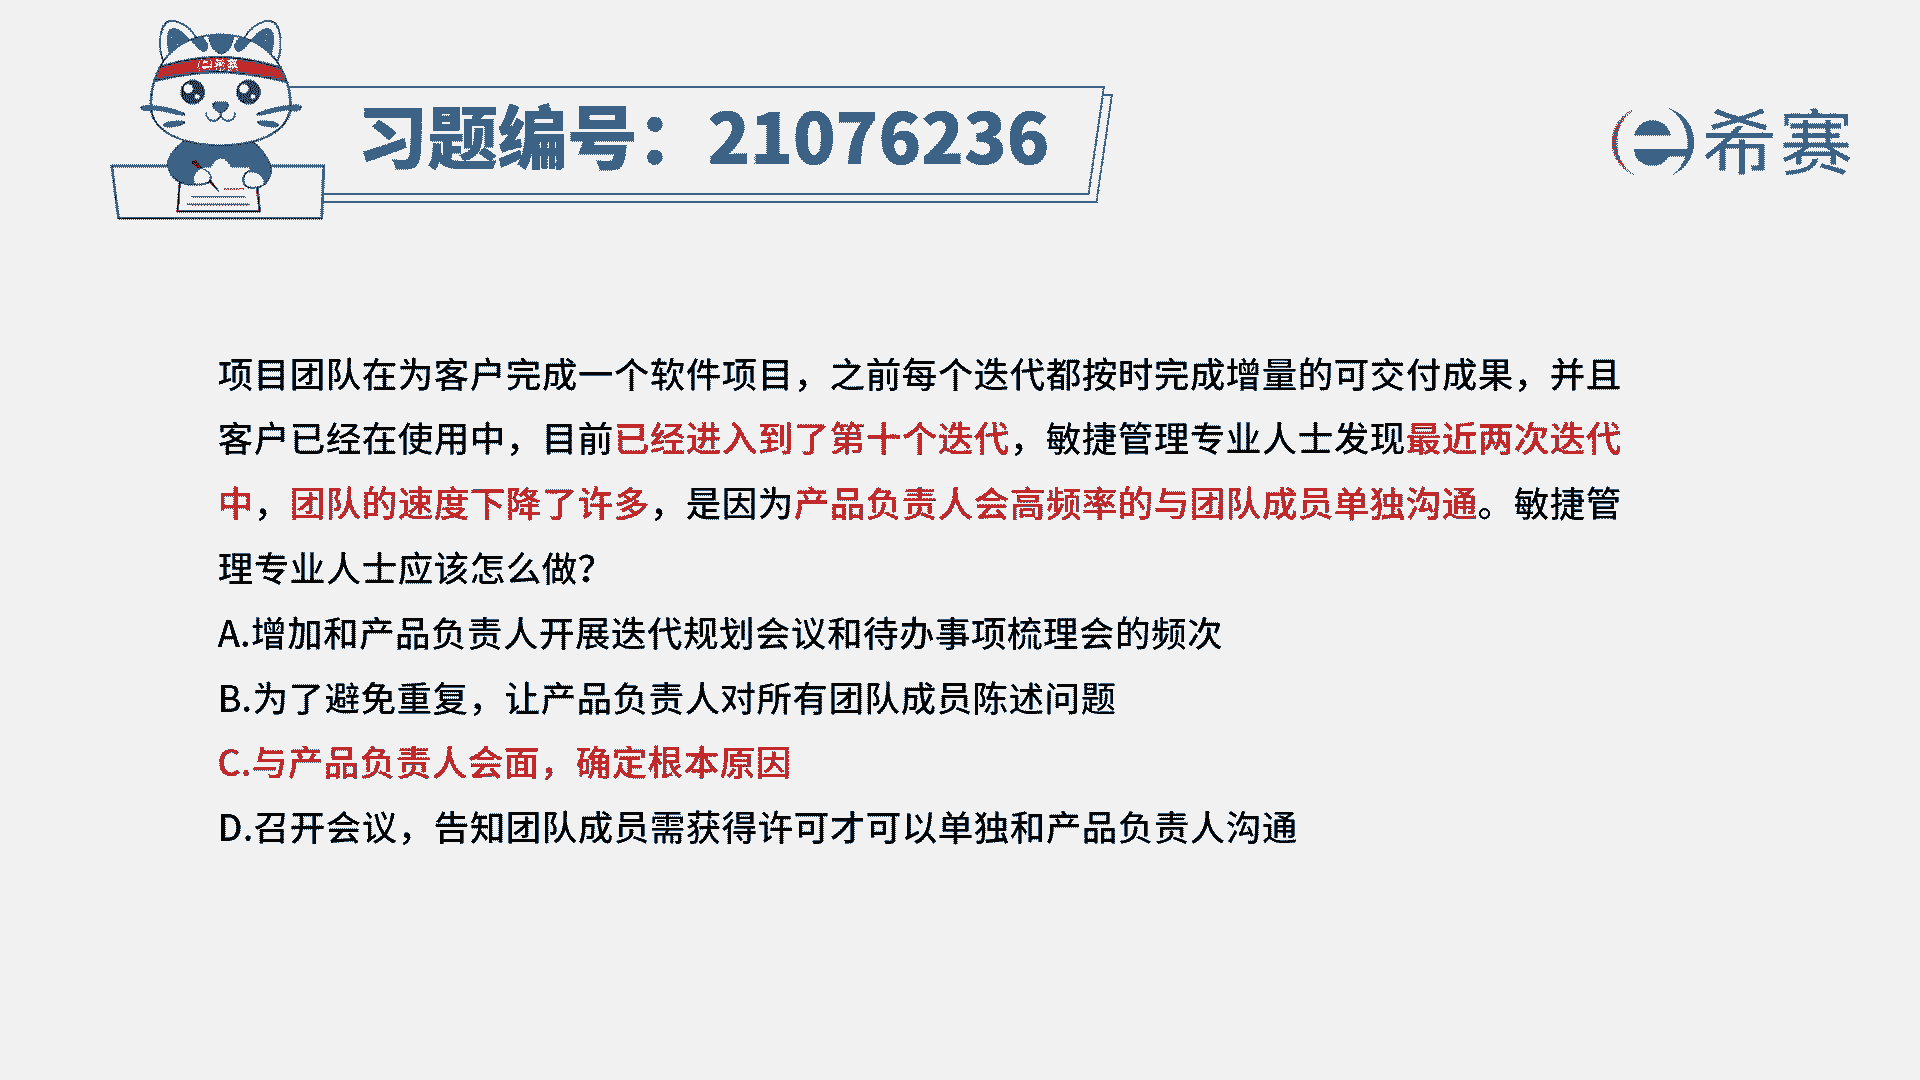 希赛
习题编号：21076236
希赛
项目团队在为客户完成一个软件项目，之前每个迭代都按时完成增量的可交付成果，并且
客户已经在使用中，目前已经进入到了第十个迭代，敏捷管理专业人士发现最近两次迭代
中，团队的速度下降了许多，是因为产品负责人会高频率的与团队成员单独沟通。敏捷管
理专业人士应该怎么做？
A.增加和产品负责人开展迭代规划会议和待办事项梳理会的频次
B.为了避免重复，让产品负责人对所有团队成员陈述问题
C.与产品负责人会面，确定根本原因
D.召开会议，告知团队成员需获得许可才可以单独和产品负责人沟通